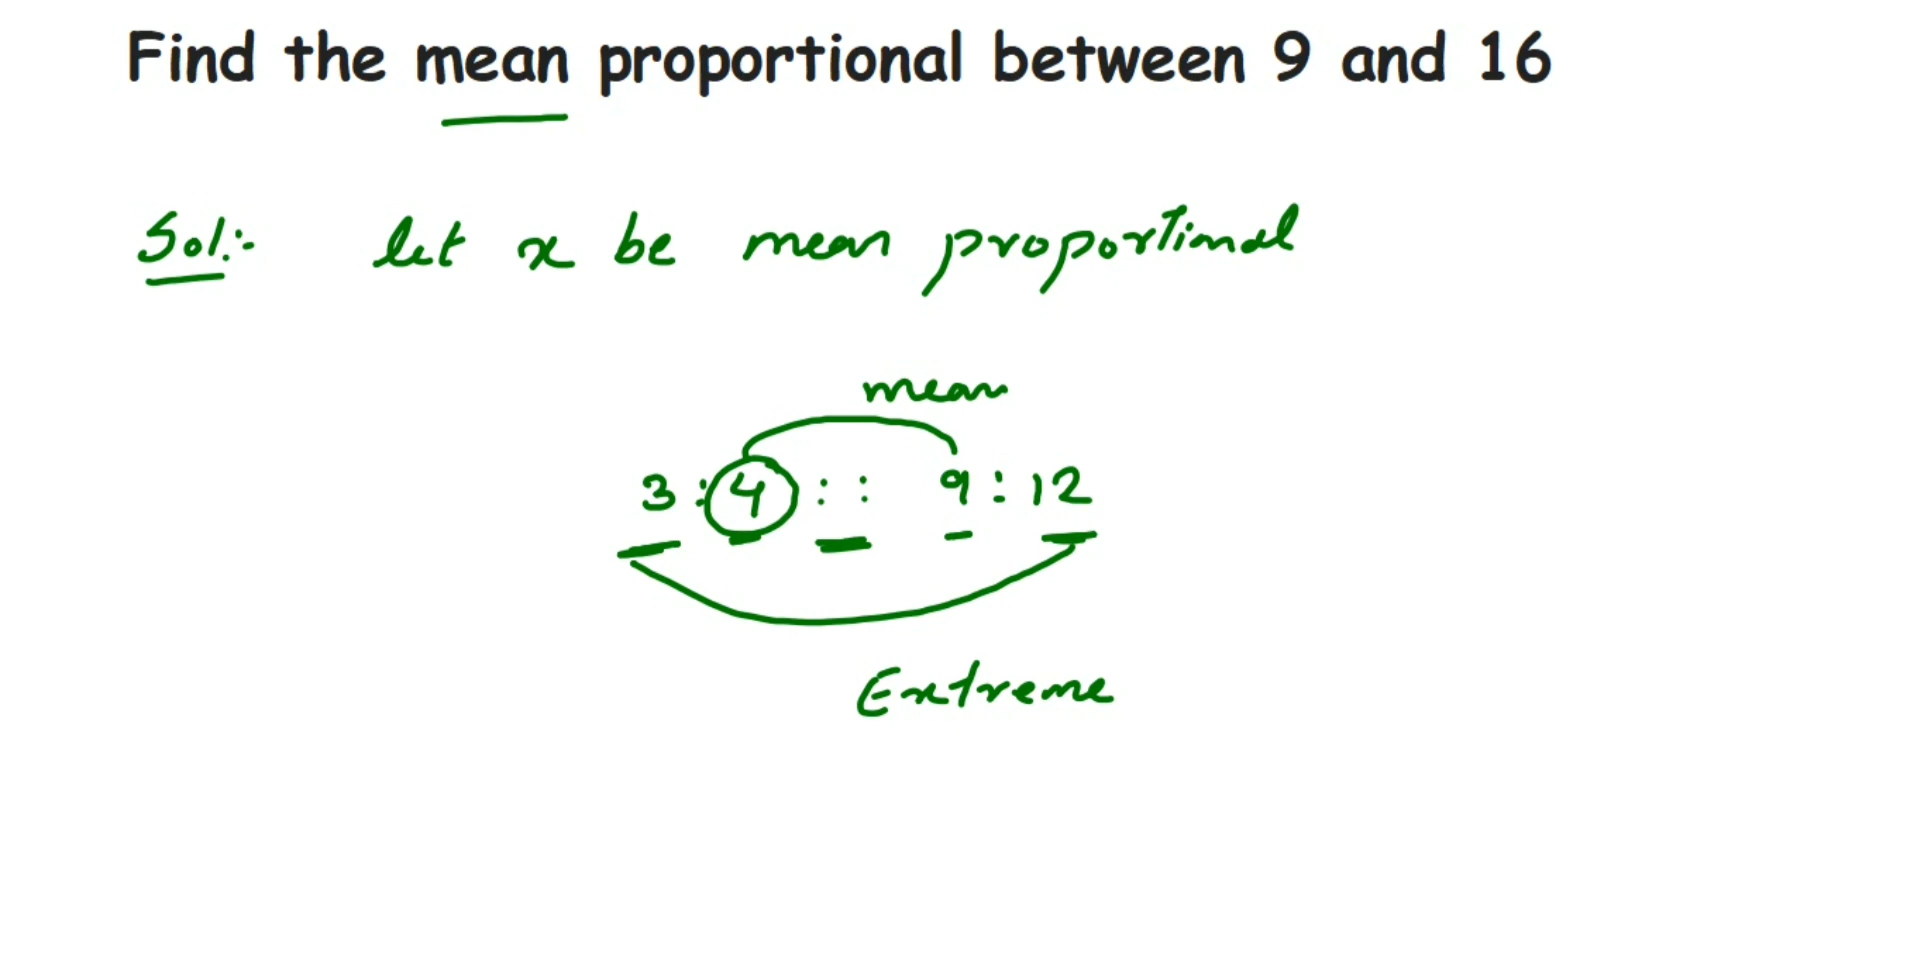 Find the mean proportional between 9 and 16
Sol:- let x be mean proportional
mean
3 : 4 : : 9 : 12
Extreme